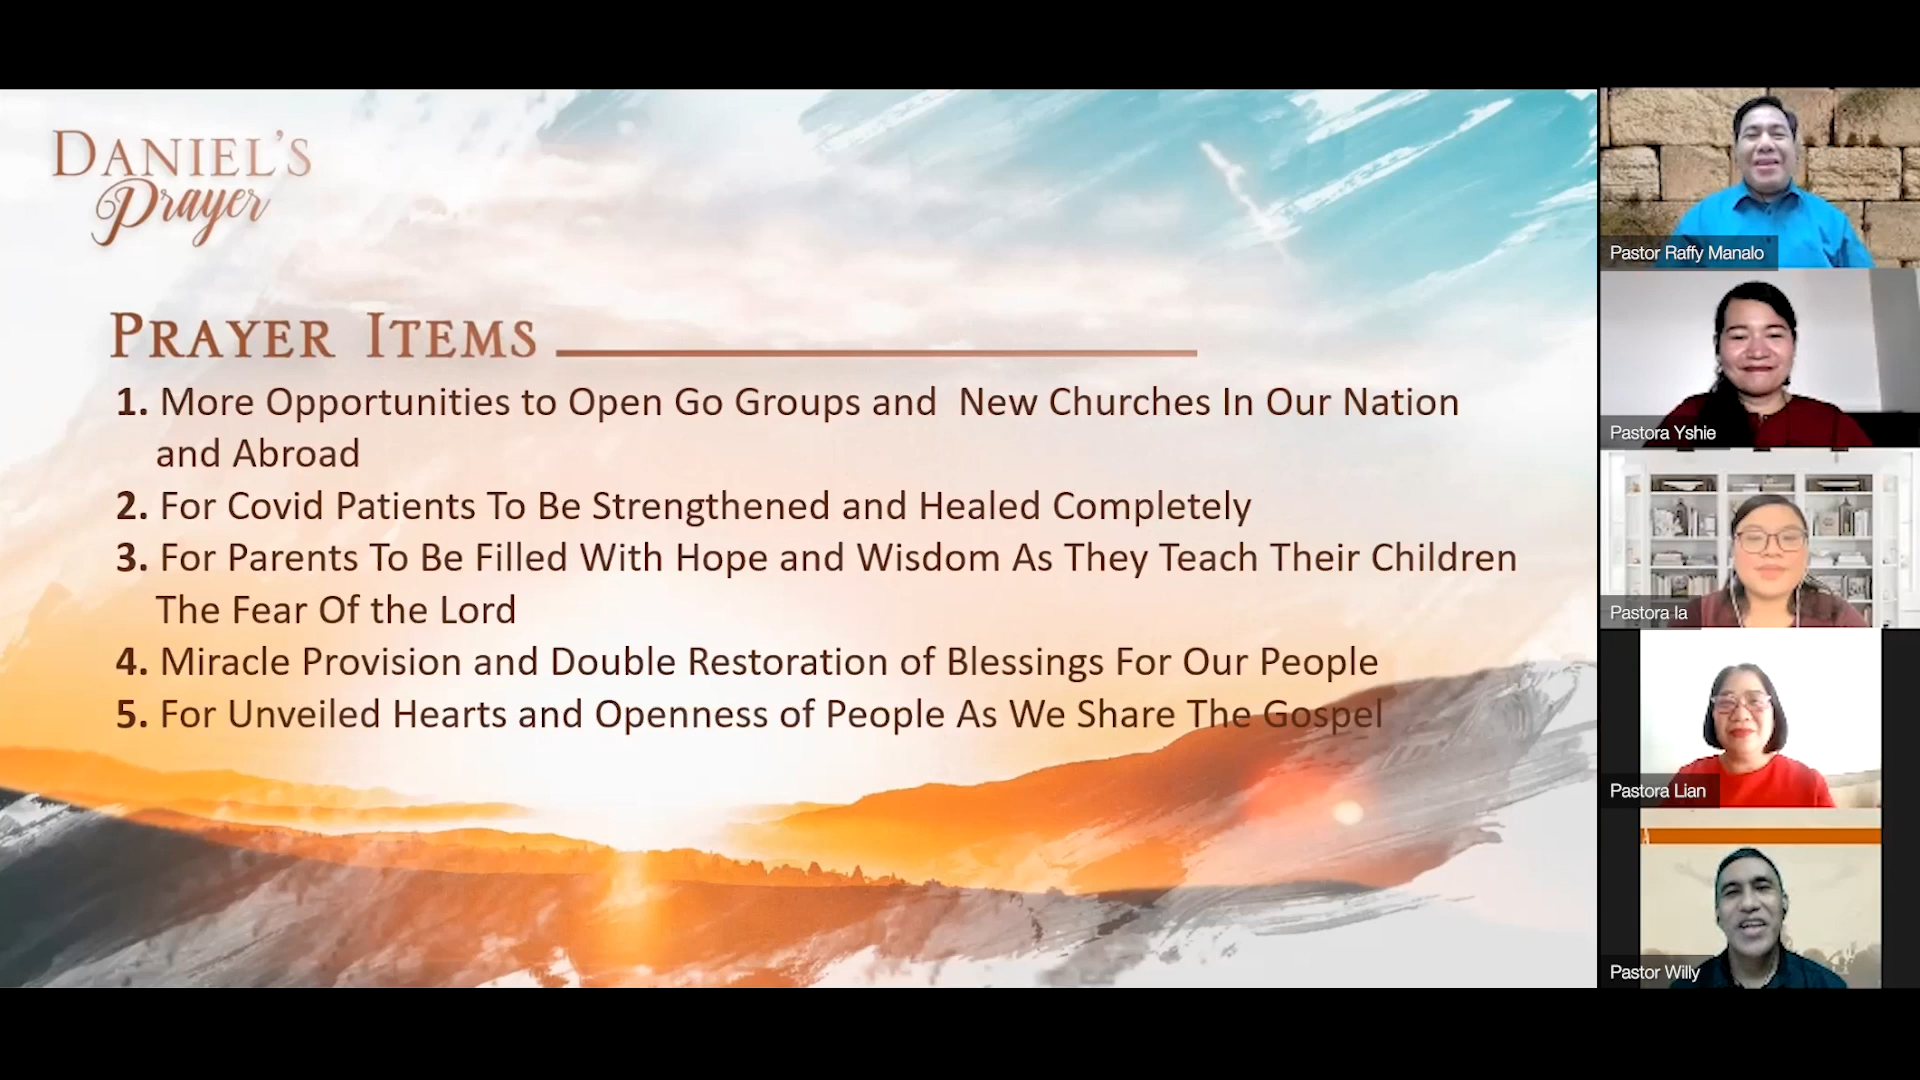 DANIEL'S
Prayer
PRAYER ITEMS
1. More Opportunities to Open Go Groups and New Churches In Our Nation
and Abroad
2. For Covid Patients To Be Strengthened and Healed Completely
3. For Parents To Be Filled With Hope and Wisdom As They Teach Their Children
The Fear Of the Lord
4. Miracle Provision and Double Restoration of Blessings For Our People
5. For Unveiled Hearts and Openness of People As We Share The Gospel
Pastor Raffy Manalo
Pastora Yshie
Pastora Ia
Pastora Lian
Pastor Willy